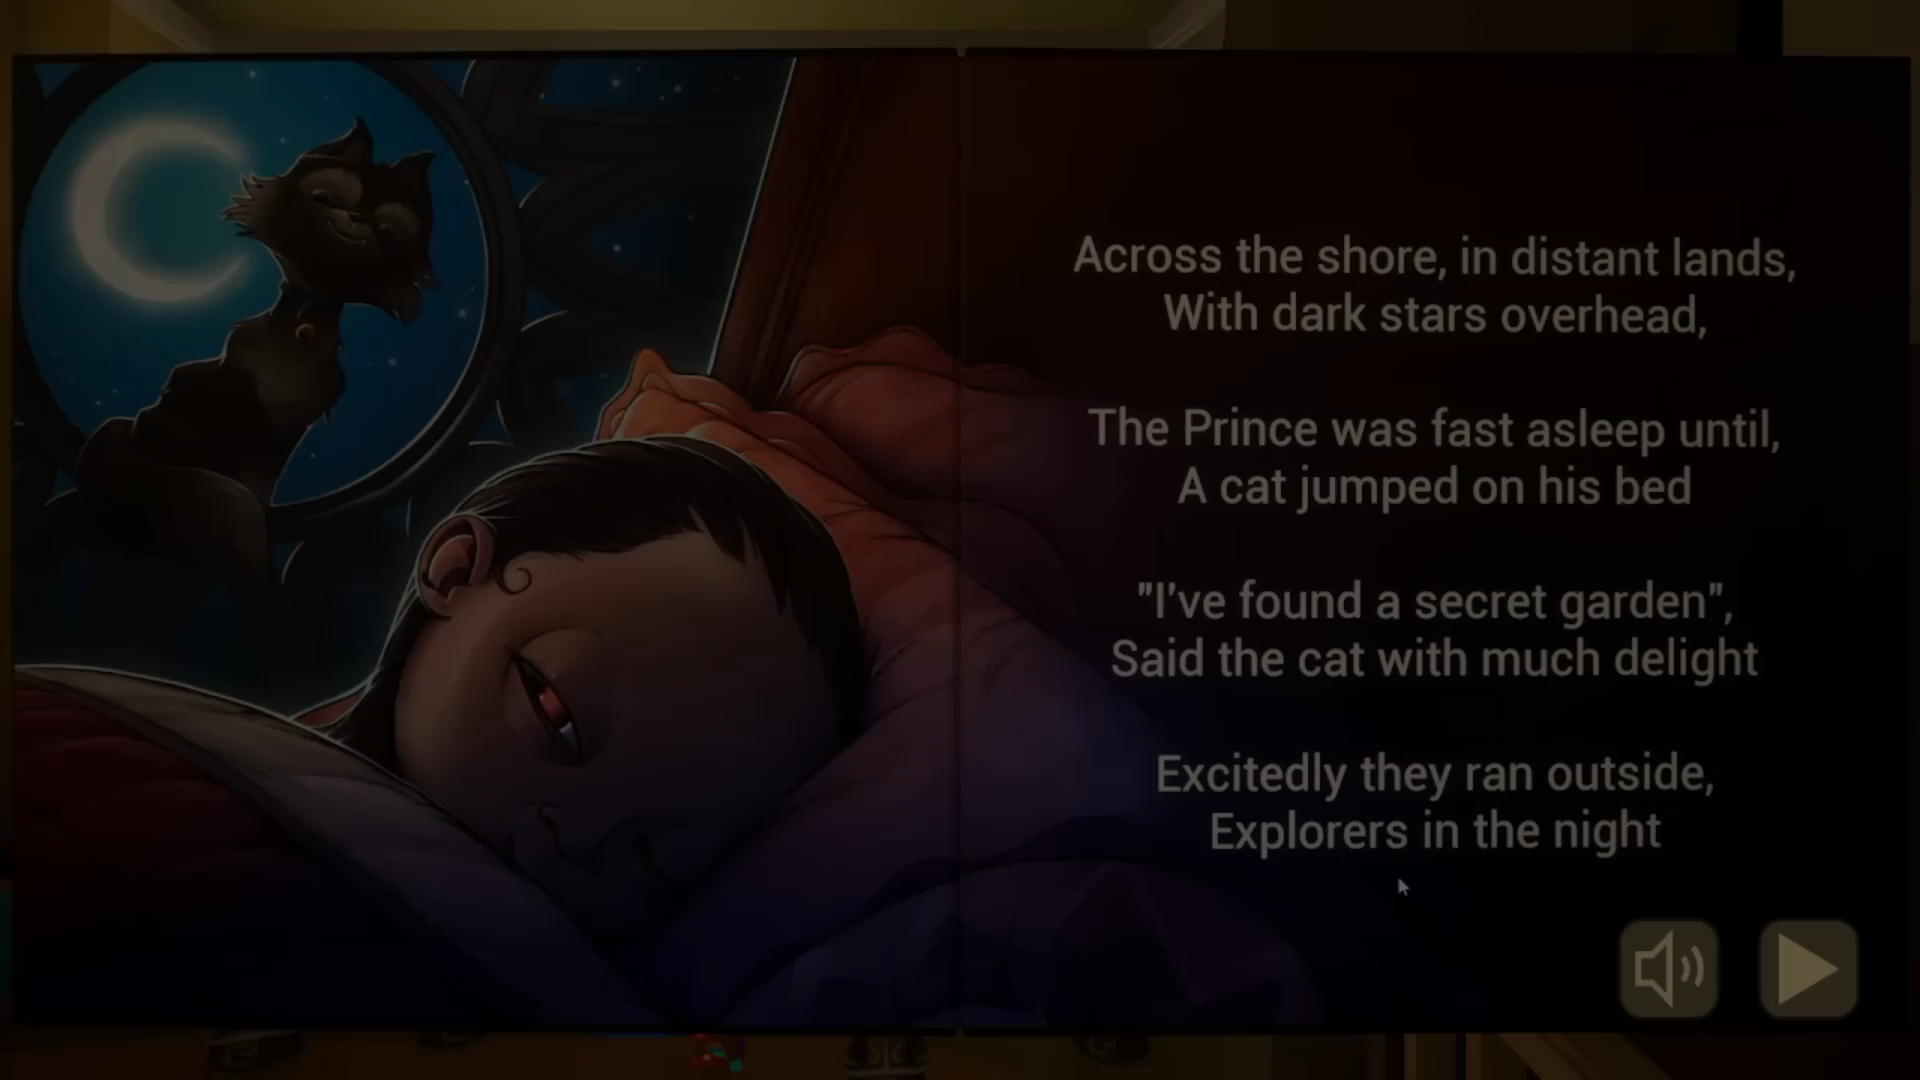 Across the shore, in distant lands,
With dark stars overhead,
The Prince was fast asleep until,
A cat jumped on his bed
"I've found a secret garden",
Said the cat with much delight
Excitedly they ran outside,
Explorers in the night